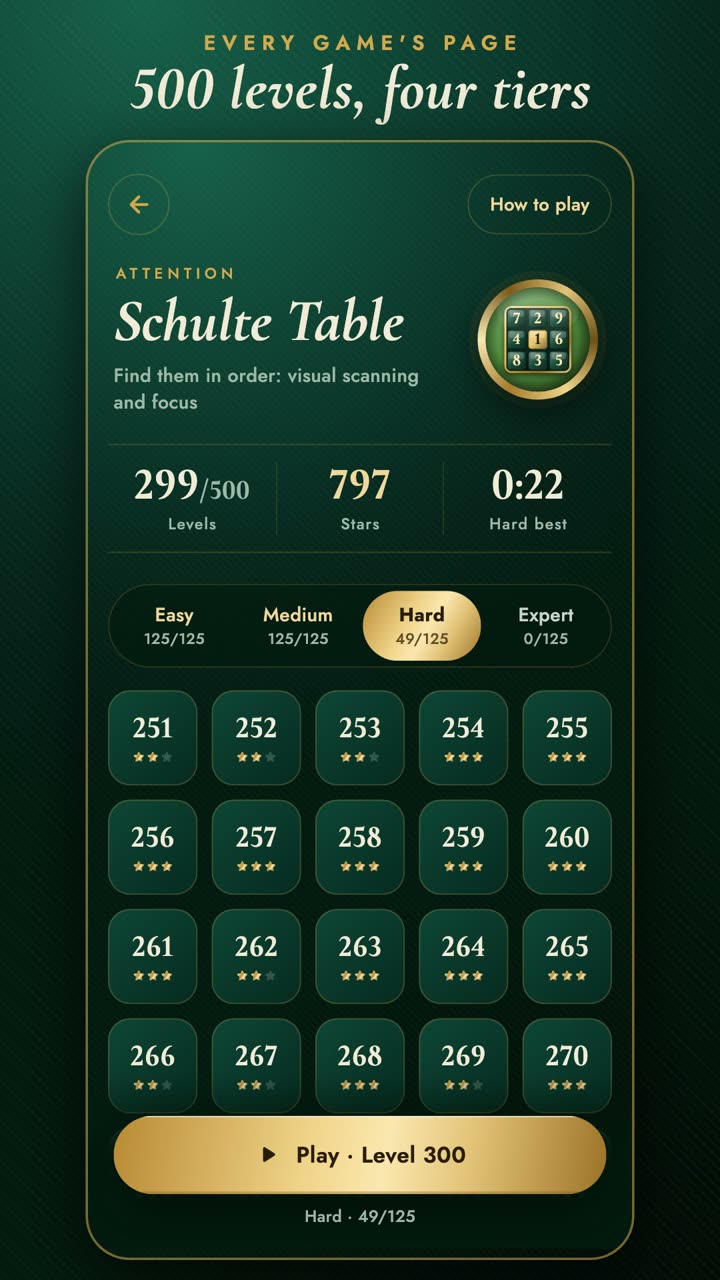 EVERY GAME'S PAGE
500 levels, four tiers
How to play
ATTENTION
Schulte Table
Find them in order: visual scanning
and focus
7 2 9
4 1 6
8 3 5
299/500 797 0:22
Levels Stars Hard best
Easy Medium Hard Expert
125/125 125/125 49/125 0/125
251 252 253 254 255
256 257 258 259 260
261 262 263 264 265
266 267 268 269 270
Play · Level 300
Hard · 49/125